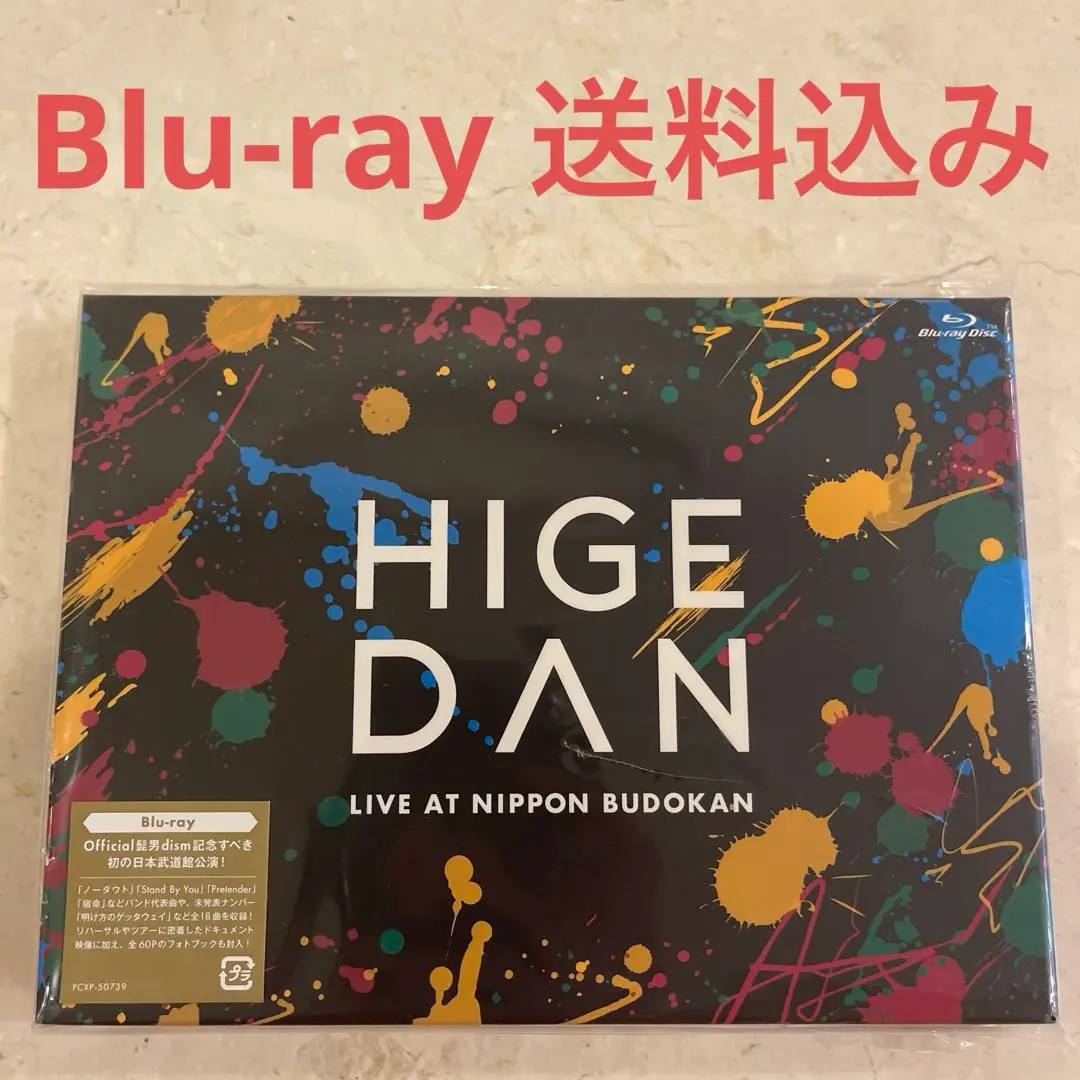 Blu-ray 送料込み
Blu-ray Disc™
HIGE
DAN
LIVE AT NIPPON BUDOKAN
Blu-ray
Official髭男dism記念すべき
初の日本武道館公演!
「ノーダウト」「Stand By You」「Pretender」
「宿命」などバンド代表曲や、未発表ナンバー
「明け方のゲッタウェイ」など全18曲を収録!
リハーサルやツアーに密着したドキュメント
映像に加え、全60Pのフォトブックも封入!
プラ
PCXP-50739